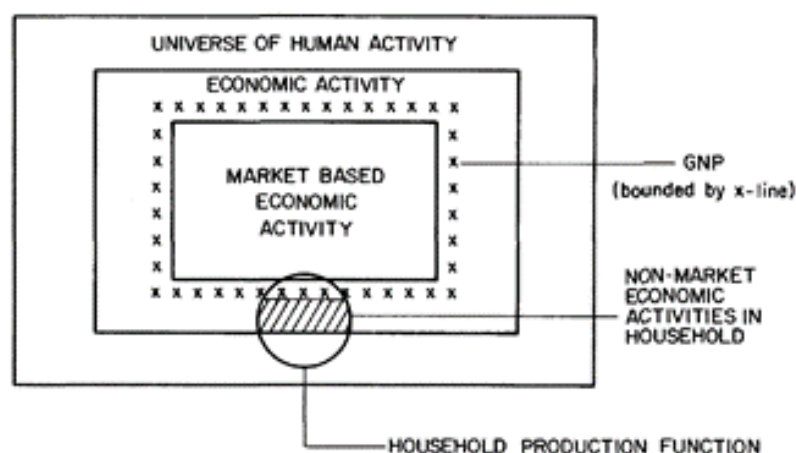 UNIVERSE OF HUMAN ACTIVITY
ECONOMIC ACTIVITY
x x x x x x x x x x x x x x x
MARKET BASED
ECONOMIC
ACTIVITY
GNP
(bounded by x-line)
x x x x x x x x x x x x x x x
NON-MARKET
ECONOMIC
ACTIVITIES IN
HOUSEHOLD
HOUSEHOLD PRODUCTION FUNCTION